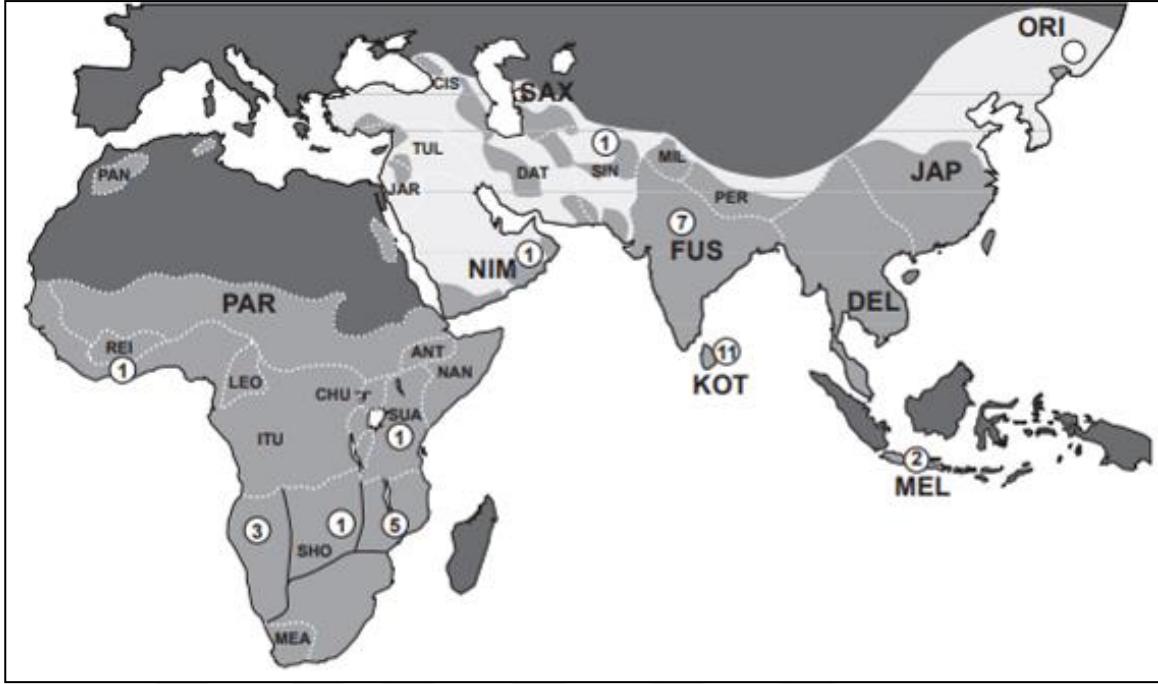 ORI
CIS
SAX
TUL
1
MIL
PAN
DAT
SIN
JAP
JAR
PER
7
FUS
1
NIM
PAR
DEL
REI
ANT
11
1
LEO
NAN
KOT
CHU
SUA
1
ITU
2
MEL
3
1
5
SHO
MEA